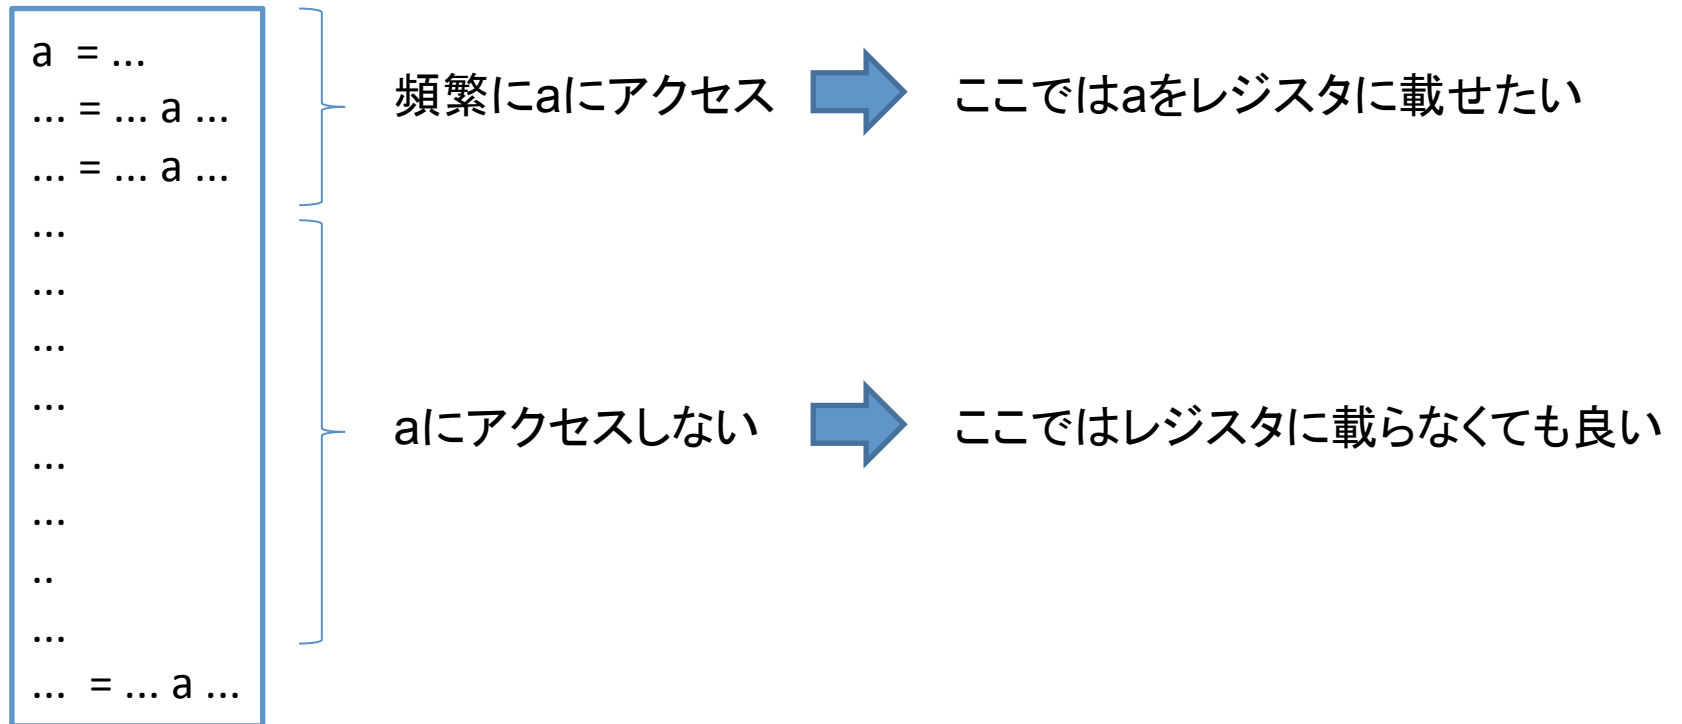 a = ...
... = ... a ...
... = ... a ...
...
...
...
...
...
...
..
...
... = ... a ...
頻繁にaにアクセス
ここではaをレジスタに載せたい
aにアクセスしない
ここではレジスタに載らなくても良い